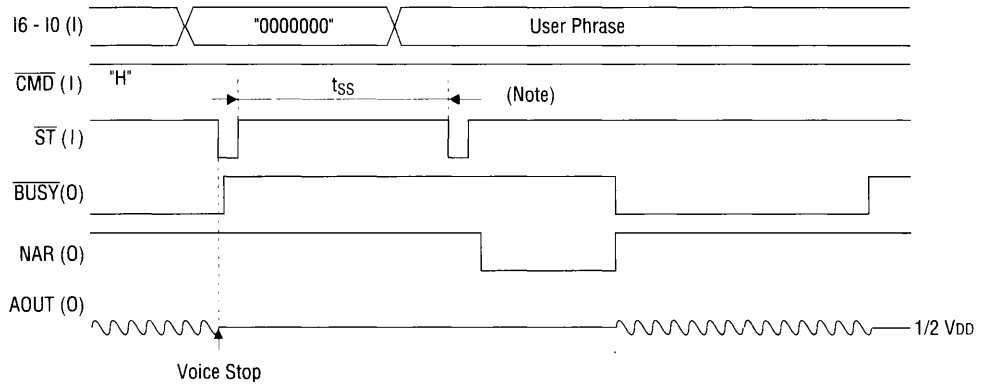 I6 - I0 (I) "0000000" User Phrase
CMD (I) "H" tSS (Note)
ST (I)
BUSY(O)
NAR (O)
AOUT (O)
1/2 VDD
Voice Stop